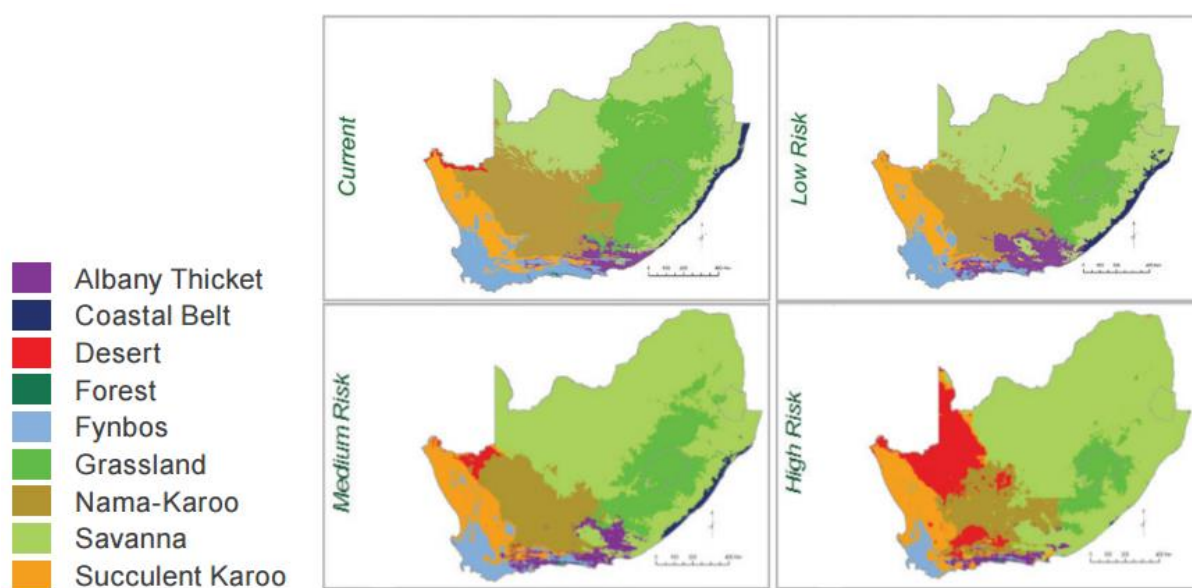 Current
Low Risk
Albany Thicket
Coastal Belt
Desert
Forest
Fynbos
Grassland
Nama-Karoo
Savanna
Succulent Karoo
Medium Risk
High Risk